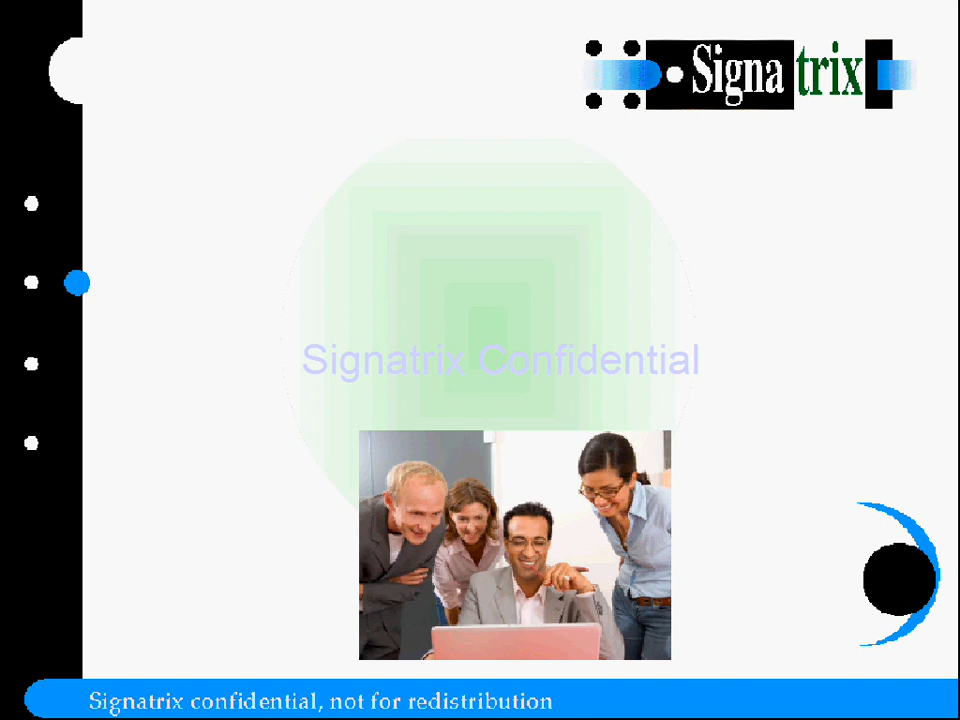 Signatrix
Signatrix Confidential
Signatrix confidential, not for redistribution